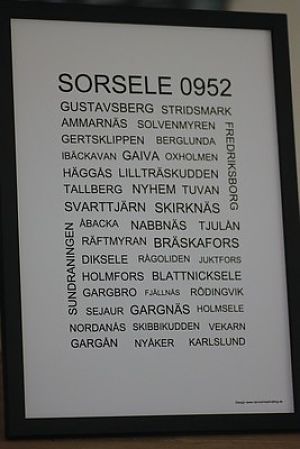 SORSELE 0952
GUSTAVSBERG STRIDSMARK
AMMARNÄS SOLVENMYREN
FREDRIKSBORG
GERTSKLIPPEN BERGLUNDA
IBÄCKAVAN GAIVA OXHOLMEN
HÄGGÅS LILLTRÄSKUDDEN
TALLBERG NYHEM TUVAN
SVARTTJÄRN SKIRKNÄS
SUNDRANINGEN
ÅBACKA NABBNÄS TJULÅN
RÄFTMYRAN BRÄSKAFORS
DIKSELE RÅGOLIDEN JUKTFORS
HOLMFORS BLATTNICKSELE
GARGBRO FJÄLLNÄS RÖDINGVIK
SEJAUR GARGNÄS HOLMSELE
NORDANÅS SKIBBIKUDDEN VEKARN
GARGÅN NYÅKER KARLSLUND